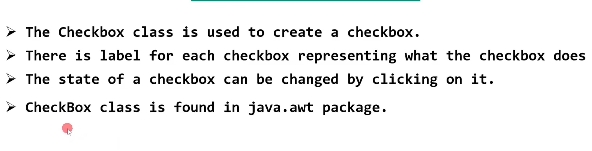 ➢ The Checkbox class is used to create a checkbox.
➢ There is label for each checkbox representing what the checkbox does
➢ The state of a checkbox can be changed by clicking on it.
➢ CheckBox class is found in java.awt package.